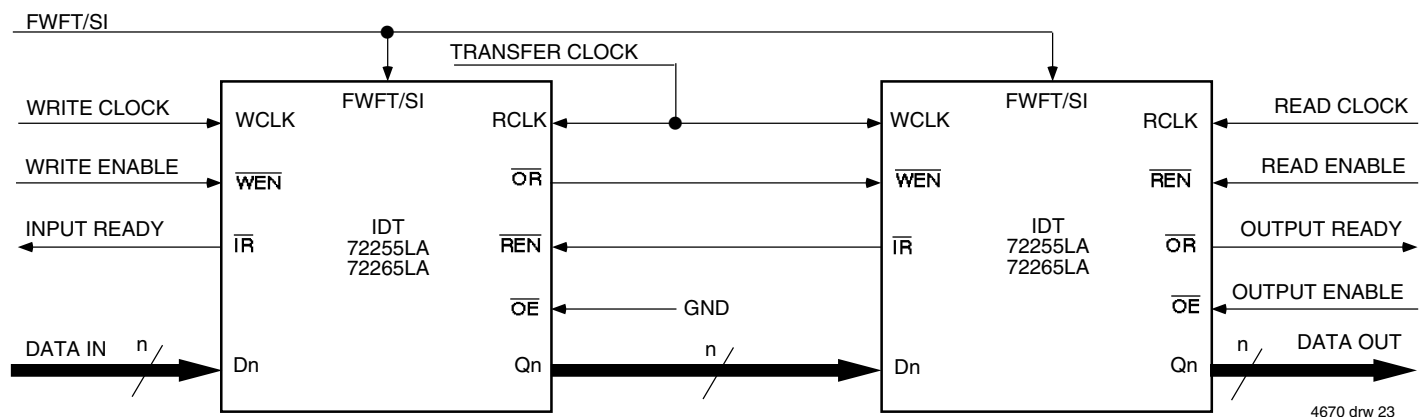 FWFT/SI
TRANSFER CLOCK
FWFT/SI
FWFT/SI
WRITE CLOCK
WCLK
RCLK
WCLK
RCLK
READ CLOCK
WRITE ENABLE
WEN
OR
WEN
REN
READ ENABLE
INPUT READY
IR
IDT
72255LA
72265LA
REN
IR
IDT
72255LA
72265LA
OR
OUTPUT READY
OE
GND
OE
OUTPUT ENABLE
DATA IN
n
Dn
Qn
n
Dn
Qn
n
DATA OUT
4670 drw 23